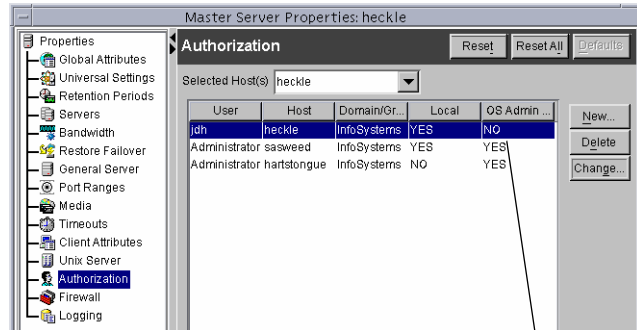 Master Server Properties: heckle
Properties
Global Attributes
Universal Settings
Retention Periods
Servers
Bandwidth
Restore Failover
General Server
Port Ranges
Media
Timeouts
Client Attributes
Unix Server
Authorization
Firewall
Logging
Authorization
Reset Reset All Defaults
Selected Host(s) heckle
User Host Domain/Gr... Local OS Admin ...
jdh heckle InfoSystems YES NO
Administrator sasweed InfoSystems YES YES
Administrator hartstongue InfoSystems NO YES
New...
Delete
Change...